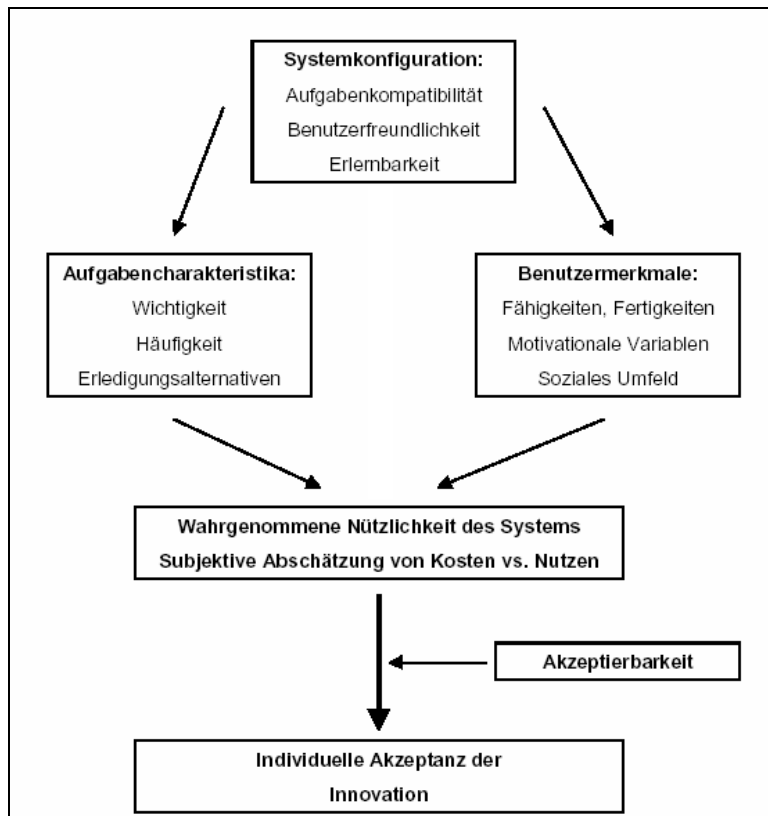 Systemkonfiguration:
Aufgabenkompatibilität
Benutzerfreundlichkeit
Erlernbarkeit
Aufgabencharakteristika:
Wichtigkeit
Häufigkeit
Erledigungsalternativen
Benutzermerkmale:
Fähigkeiten, Fertigkeiten
Motivationale Variablen
Soziales Umfeld
Wahrgenommene Nützlichkeit des Systems
Subjektive Abschätzung von Kosten vs. Nutzen
Akzeptierbarkeit
Individuelle Akzeptanz der
Innovation